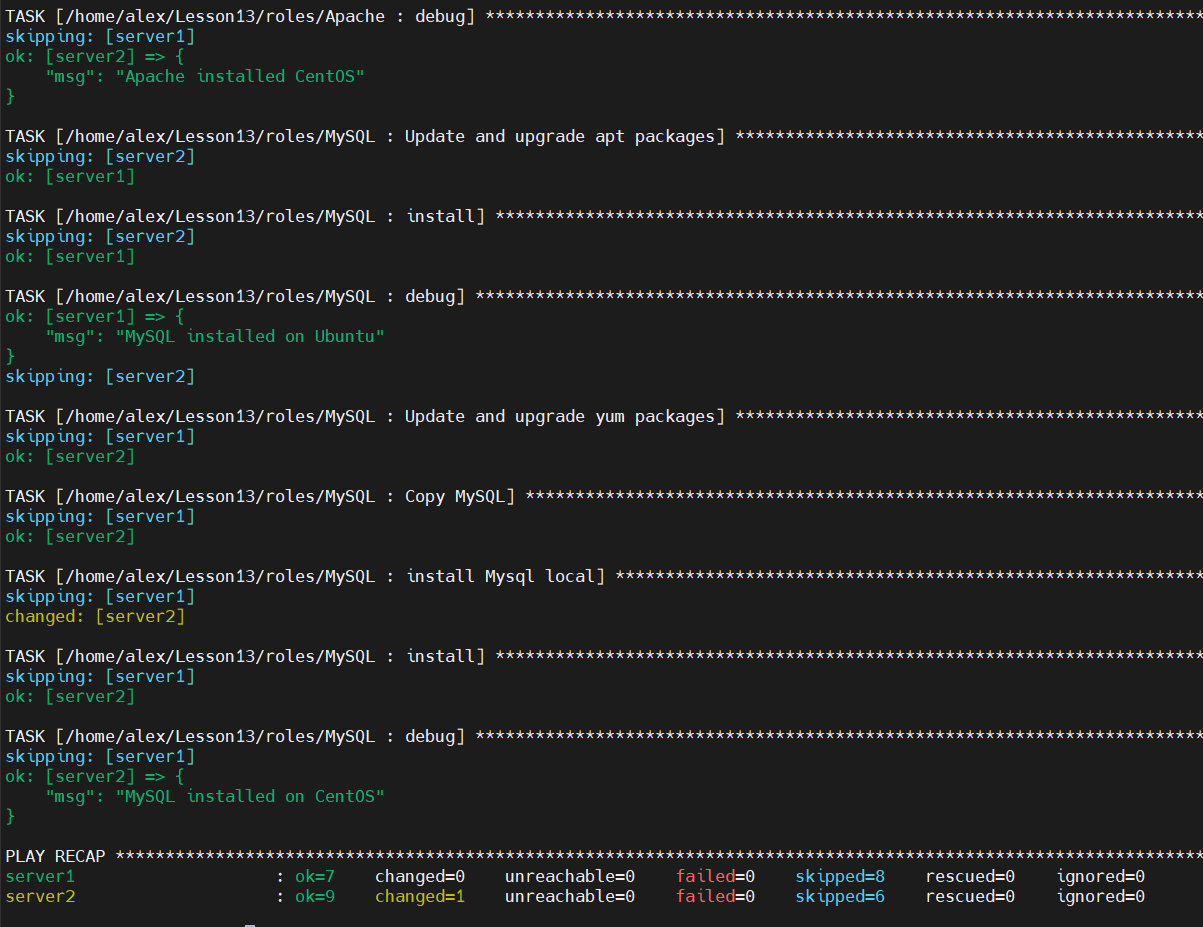 TASK [/home/alex/Lesson13/roles/Apache : debug] ************************************************************************
skipping: [server1]
ok: [server2] => {
    "msg": "Apache installed CentOS"
}
TASK [/home/alex/Lesson13/roles/MySQL : Update and upgrade apt packages] ***********************************************
skipping: [server2]
ok: [server1]
TASK [/home/alex/Lesson13/roles/MySQL : install] ***********************************************************************
skipping: [server2]
ok: [server1]
TASK [/home/alex/Lesson13/roles/MySQL : debug] *************************************************************************
ok: [server1] => {
    "msg": "MySQL installed on Ubuntu"
}
skipping: [server2]
TASK [/home/alex/Lesson13/roles/MySQL : Update and upgrade yum packages] ***********************************************
skipping: [server1]
ok: [server2]
TASK [/home/alex/Lesson13/roles/MySQL : Copy MySQL] ********************************************************************
skipping: [server1]
ok: [server2]
TASK [/home/alex/Lesson13/roles/MySQL : install Mysql local] ***********************************************************
skipping: [server1]
changed: [server2]
TASK [/home/alex/Lesson13/roles/MySQL : install] ***********************************************************************
skipping: [server1]
ok: [server2]
TASK [/home/alex/Lesson13/roles/MySQL : debug] *************************************************************************
skipping: [server1]
ok: [server2] => {
    "msg": "MySQL installed on CentOS"
}
PLAY RECAP *************************************************************************************************************
server1                    : ok=7    changed=0    unreachable=0    failed=0    skipped=8    rescued=0    ignored=0
server2                    : ok=9    changed=1    unreachable=0    failed=0    skipped=6    rescued=0    ignored=0